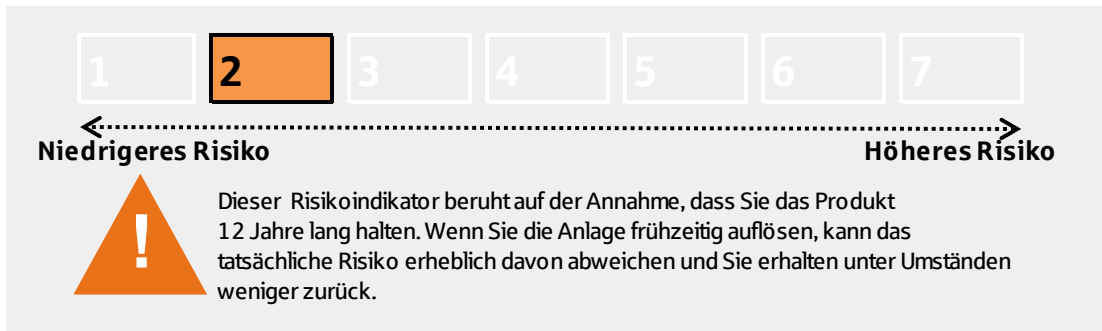 1 2 3 4 5 6 7
Niedrigeres Risiko Höheres Risiko
! Dieser Risikoindikator beruht auf der Annahme, dass Sie das Produkt
12 Jahre lang halten. Wenn Sie die Anlage frühzeitig auflösen, kann das
tatsächliche Risiko erheblich davon abweichen und Sie erhalten unter Umständen
weniger zurück.